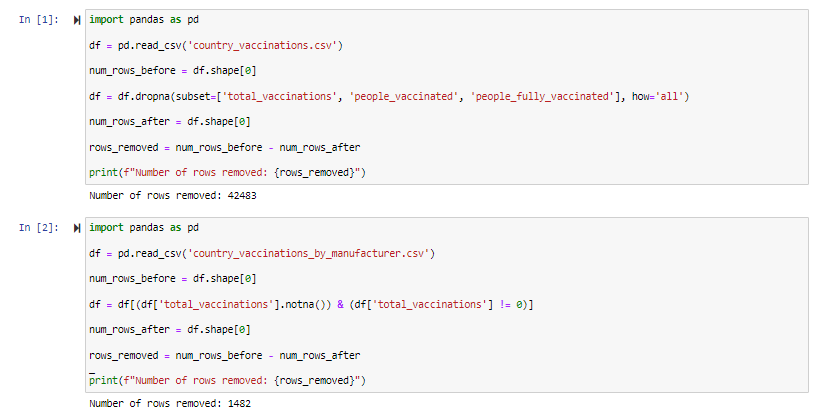 In [1]:
import pandas as pd
df = pd.read_csv('country_vaccinations.csv')
num_rows_before = df.shape[0]
df = df.dropna(subset=['total_vaccinations', 'people_vaccinated', 'people_fully_vaccinated'], how='all')
num_rows_after = df.shape[0]
rows_removed = num_rows_before - num_rows_after
print(f"Number of rows removed: {rows_removed}")
Number of rows removed: 42483
In [2]:
import pandas as pd
df = pd.read_csv('country_vaccinations_by_manufacturer.csv')
num_rows_before = df.shape[0]
df = df[(df['total_vaccinations'].notna()) & (df['total_vaccinations'] != 0)]
num_rows_after = df.shape[0]
rows_removed = num_rows_before - num_rows_after
print(f"Number of rows removed: {rows_removed}")
Number of rows removed: 1482